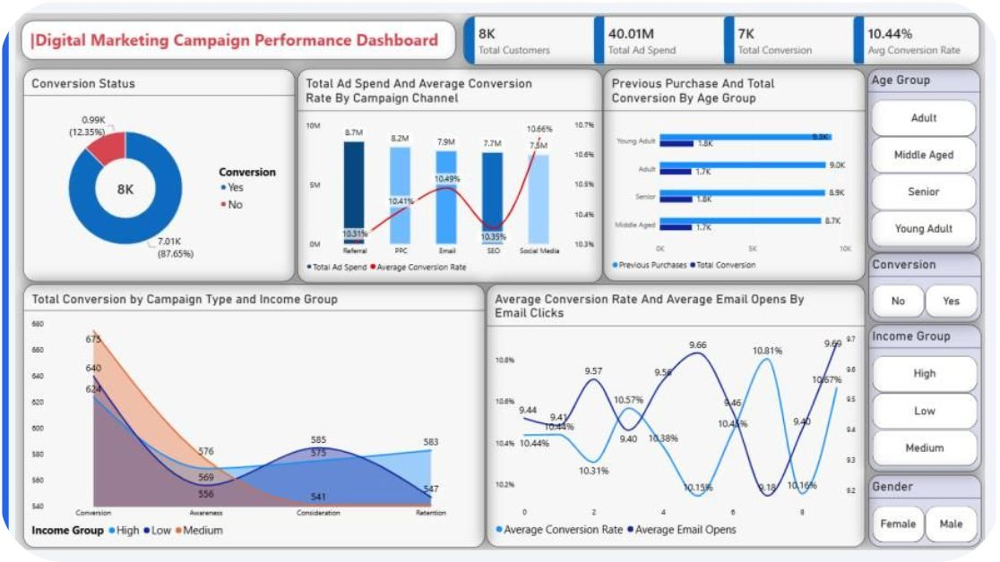 |Digital Marketing Campaign Performance Dashboard
8K
Total Customers
40.01M
Total Ad Spend
7K
Total Conversion
10.44%
Avg Conversion Rate
Conversion Status
0.99K
(12.35%)
8K
7.01K
(87.65%)
Conversion
Yes
No
Total Ad Spend And Average Conversion
Rate By Campaign Channel
10M
5M
0M
8.7M
8.2M
7.9M
7.7M
7.5M
10.31%
10.41%
10.49%
10.35%
10.66%
10.7%
10.6%
10.5%
10.4%
10.3%
Referral
PPC
Email
SEO
Social Media
Total Ad Spend
Average Conversion Rate
Previous Purchase And Total
Conversion By Age Group
Young Adult
9.3K
1.8K
Adult
9.0K
1.7K
Senior
8.9K
1.8K
Middle Aged
8.7K
1.7K
0K
5K
10K
Previous Purchases
Total Conversion
Age Group
Adult
Middle Aged
Senior
Young Adult
Conversion
No
Yes
Income Group
High
Low
Medium
Gender
Female
Male
Total Conversion by Campaign Type and Income Group
680
660
640
620
600
580
560
540
675
640
624
576
569
556
585
575
541
583
547
Conversion
Awareness
Consideration
Retention
Income Group
High
Low
Medium
Average Conversion Rate And Average Email Opens By
Email Clicks
10.8%
10.6%
10.4%
10.2%
9.44
10.44%
9.41
10.44%
9.57
10.31%
10.57%
9.40
9.56
10.38%
9.66
10.15%
9.46
10.45%
10.81%
9.18
9.40
10.16%
9.69
10.67%
9.7
9.6
9.5
9.4
9.3
9.2
0
2
4
6
8
Average Conversion Rate
Average Email Opens